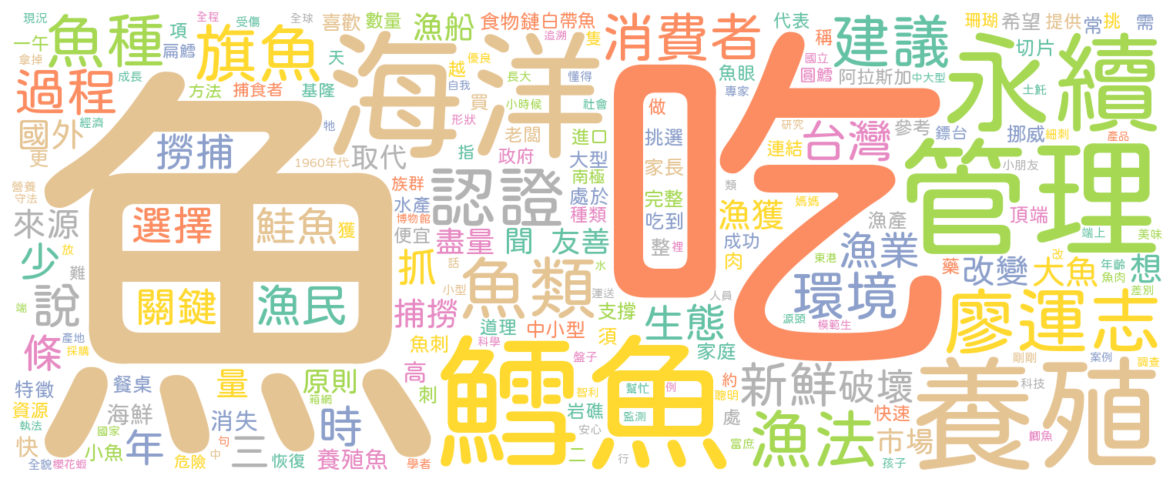 魚種
項
全程
受傷
全球
喜歡
數量
漁船
食物鏈
白帶魚
追溯
消費者
代表
建議
珊瑚
希望
提供
常
挑
需
一午
現況
拿掉
扁鱈
旗魚
天
隻
稱
國立
切片
永續
過程
成長
方法
捕食者
基隆
海洋
越
優良
自我
長大
懂得
魚眼
專家
圓鱈
阿拉斯加
中大型
土魠
國外
經濟
更
撈捕
牠
1960年代
取代
買
老闆
形狀
小時候
社會
指
政府
進口
大型
吃
做
挑選
家長
完整
吃到
整
裡
研究
連結
台灣
參考
鏢台
挪威
細刺
產品
管理
小朋友
營養
守法
魚
族群
水產
博物館
認證
南極
處於
種類
類
媽媽
漁獲
漁產
頂端
端上
美味
來源
選擇
鮭魚
獲
便宜
盡量
聞
友善
成功
肉
東港
漁業
藥
改變
大魚
改
年齡
魚肉
想
差別
少
放
難
關鍵
漁民
抓
話
小型
魚類
水
運送
支撐
人員
環境
源頭
模範生
廖運志
端
說
條
產地
採購
捕撈
魚刺
道理
科學
中小型
須
生態
家庭
剛剛
案例
調查
特徵
餐桌
量
原則
箱網
高
刺
鱈魚
盤子
智利
岩礁
安心
幫忙
例
監測
約
聰明
處
新鮮
破壞
快速
養殖
科技
資源
執法
海鮮
消失
時
快
國家
小魚
年
危險
句
中
三
恢復
養殖魚
學者
二
行
富庶
漁法
市場
孩子
鯽魚
全貌
櫻花蝦